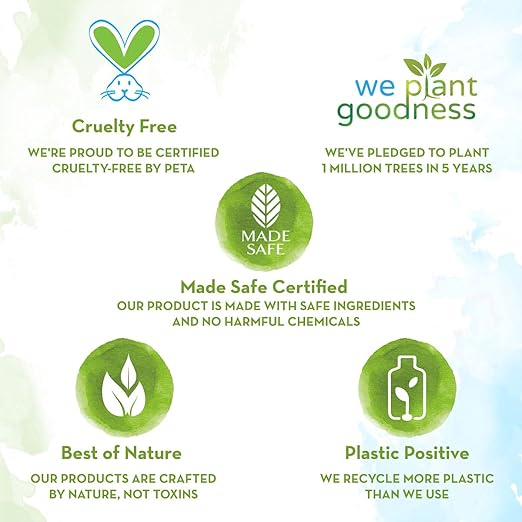 Cruelty Free
WE'RE PROUD TO BE CERTIFIED
CRUELTY-FREE BY PETA
we plant
goodness
WE'VE PLEDGED TO PLANT
1 MILLION TREES IN 5 YEARS
MADE
SAFE
Made Safe Certified
OUR PRODUCT IS MADE WITH SAFE INGREDIENTS
AND NO HARMFUL CHEMICALS
Best of Nature
OUR PRODUCTS ARE CRAFTED
BY NATURE, NOT TOXINS
Plastic Positive
WE RECYCLE MORE PLASTIC
THAN WE USE